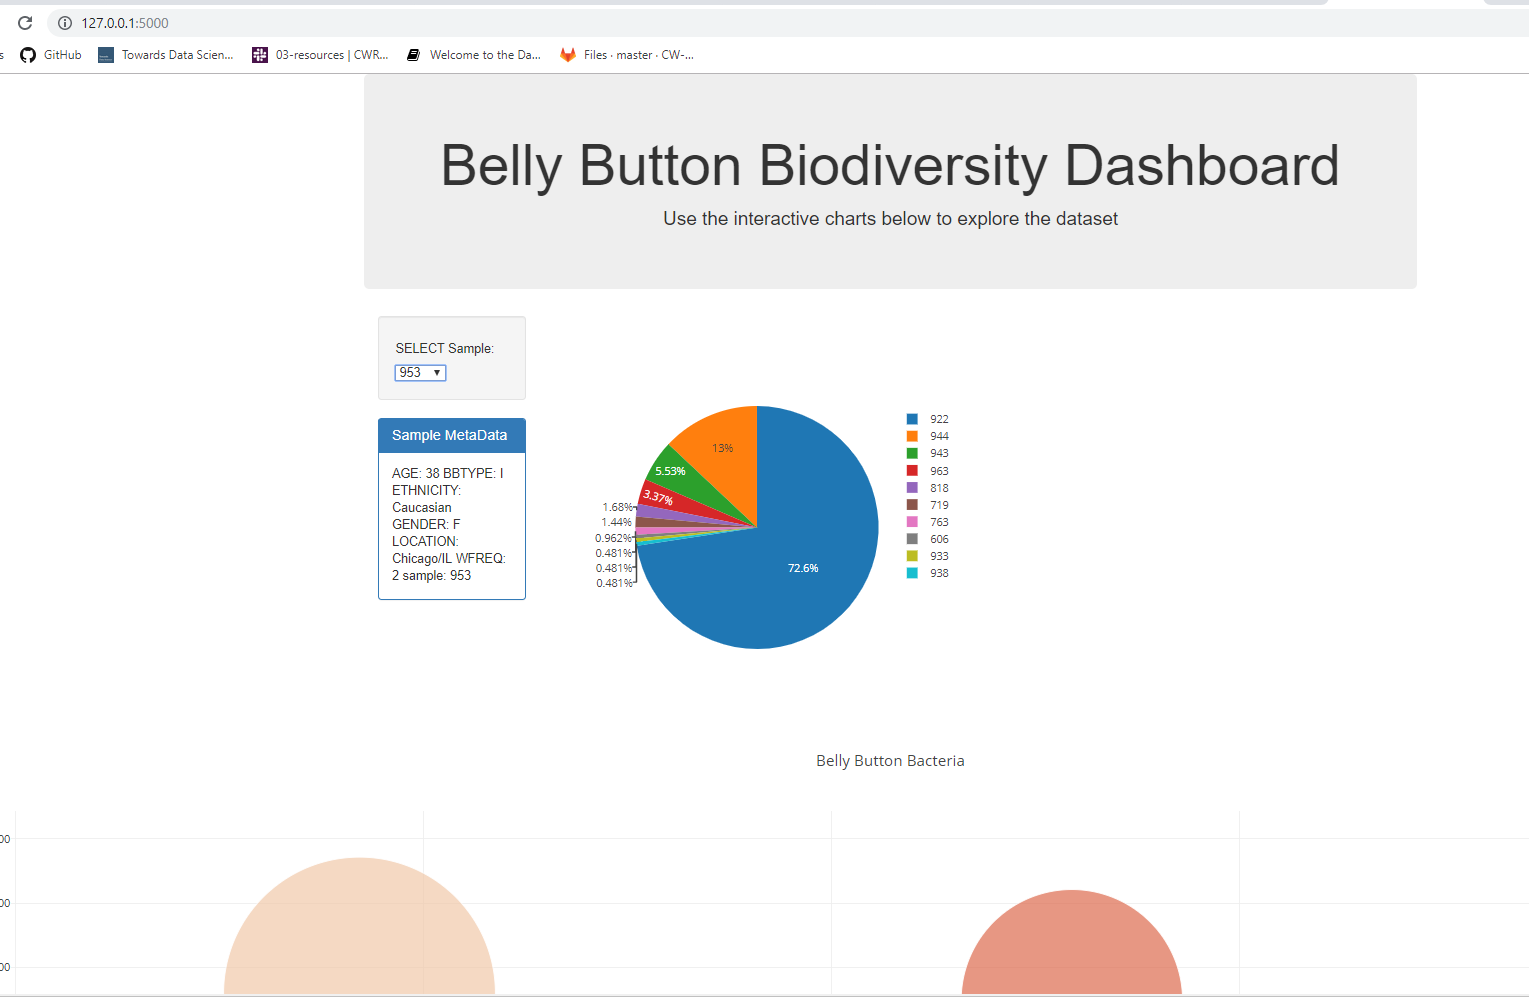 127.0.0.1:5000
s GitHub Towards Data Scien... 03-resources | CWR... Welcome to the Da... Files · master · CW-...
Belly Button Biodiversity Dashboard
Use the interactive charts below to explore the dataset
SELECT Sample:
953
Sample MetaData
AGE: 38 BBTYPE: I
ETHNICITY:
Caucasian
GENDER: F
LOCATION:
Chicago/IL WFREQ:
2 sample: 953
13%
5.53%
3.37%
1.68%
1.44%
0.962%
0.481%
0.481%
0.481%
72.6%
922
944
943
963
818
719
763
606
933
938
Belly Button Bacteria
00
00
00